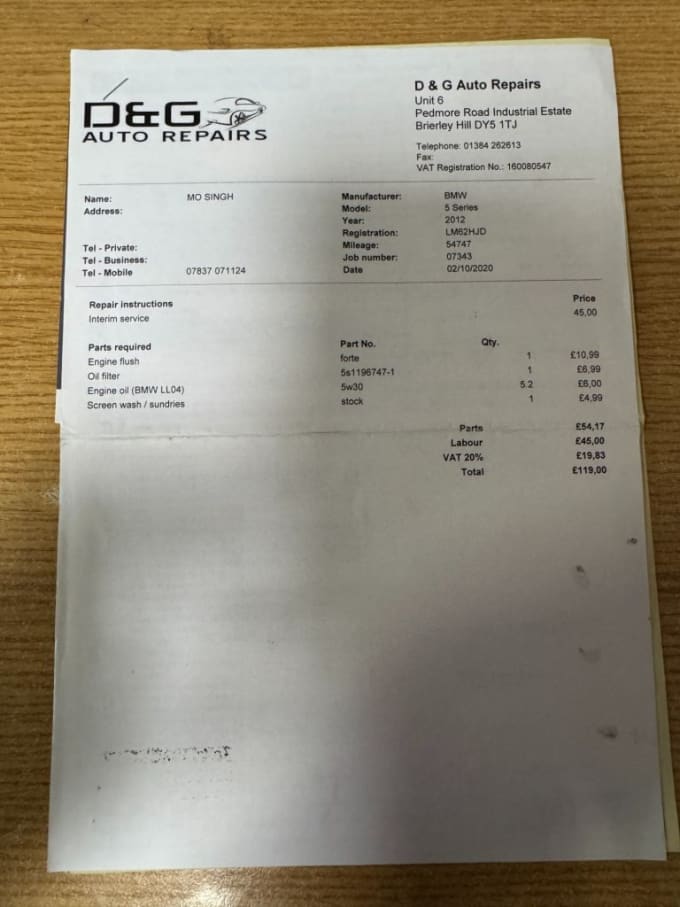 D&G
AUTO REPAIRS
D & G Auto Repairs
Unit 6
Pedmore Road Industrial Estate
Brierley Hill DY5 1TJ
Telephone: 01384 262613
Fax:
VAT Registration No.: 160080547
Name: MO SINGH
Address:
Tel - Private:
Tel - Business:
Tel - Mobile 07837 071124
Manufacturer: BMW
Model: 5 Series
Year: 2012
Registration: LM62HJD
Mileage: 54747
Job number: 07343
Date 02/10/2020
Repair instructions Price
Interim service 45,00
Parts required Part No. Qty.
Engine flush forte 1 £10,99
Oil filter 5s1196747-1 1 £6,99
Engine oil (BMW LL04) 5w30 5.2 £6,00
Screen wash / sundries stock 1 £4,99
Parts £54,17
Labour £45,00
VAT 20% £19,83
Total £119,00